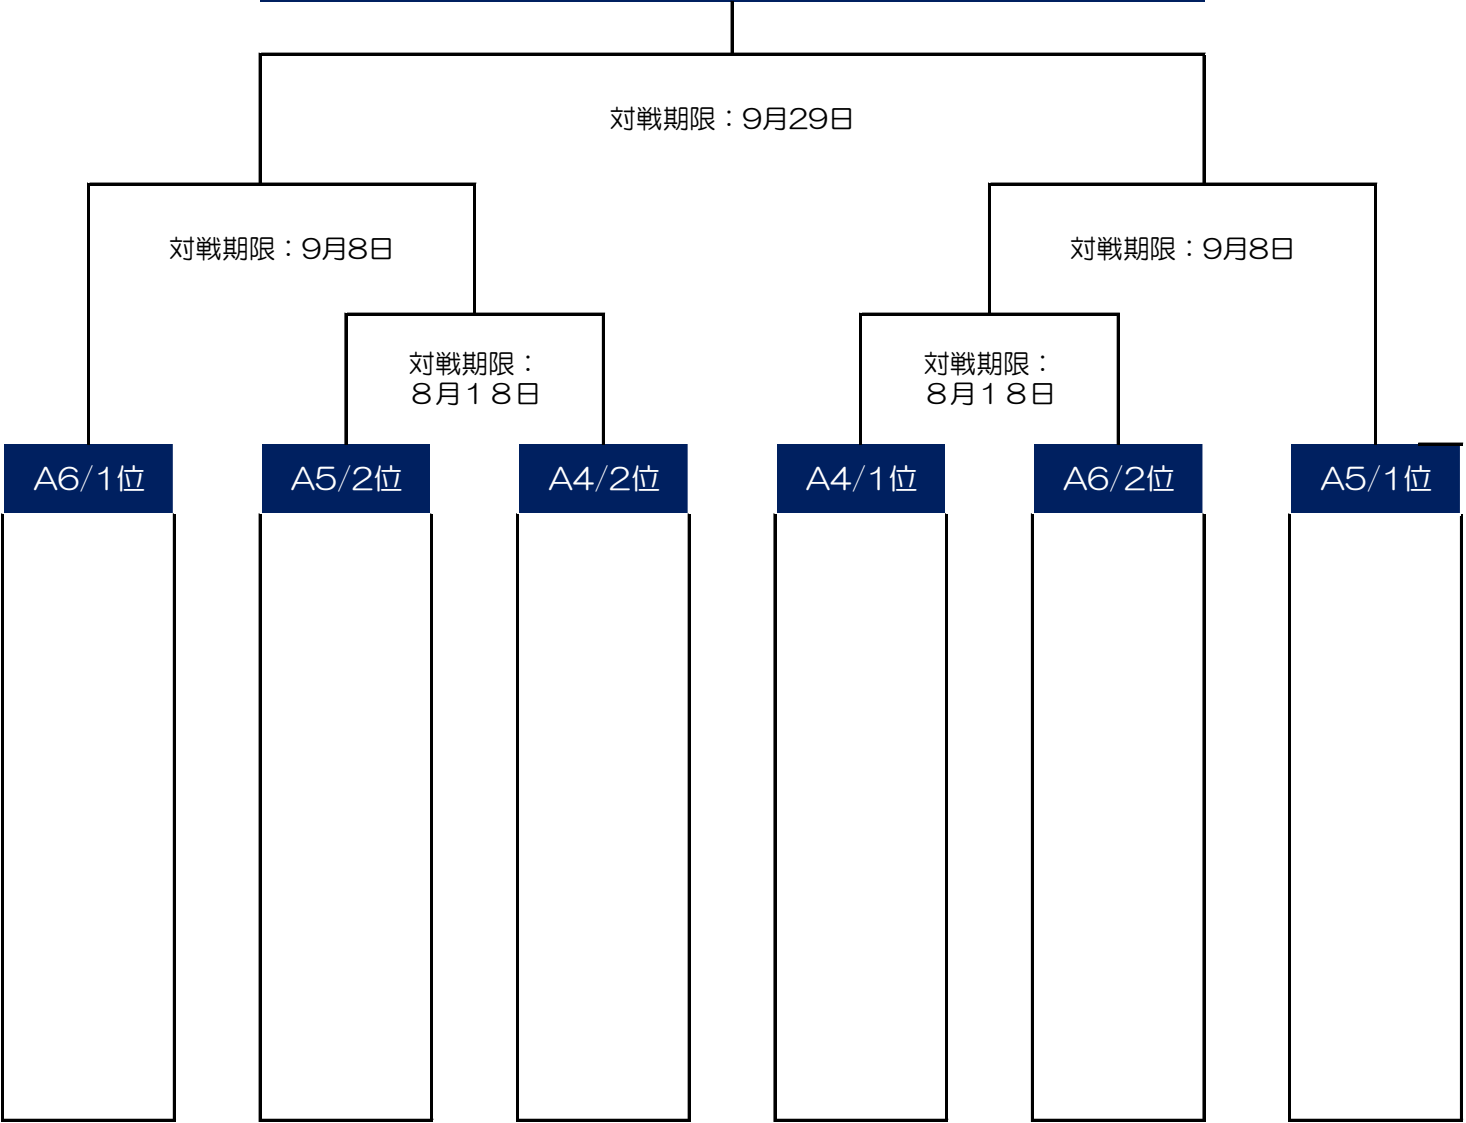 対戦期限：9月29日
対戦期限：9月8日
対戦期限：9月8日
対戦期限：
８月１８日
対戦期限：
８月１８日
A6/1位
A5/2位
A4/2位
A4/1位
A6/2位
A5/1位